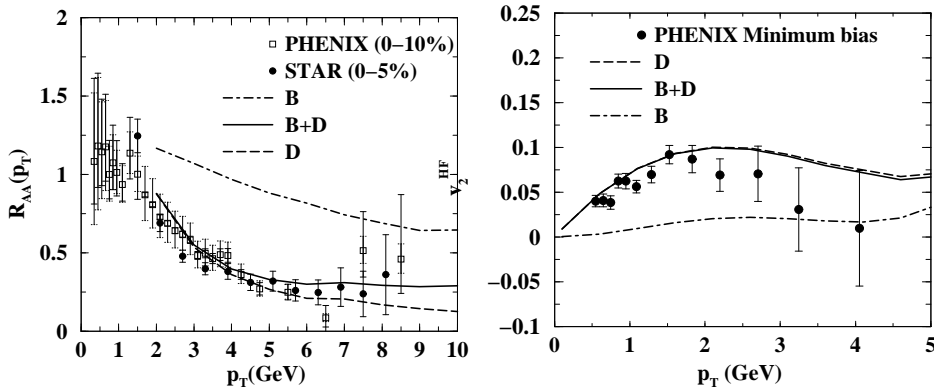 2
1.5
1
0.5
0
R_AA(p_T)
PHENIX (0−10%)
STAR (0−5%)
B
B+D
D
0 1 2 3 4 5 6 7 8 9 10
p_T(GeV)
0.25
0.2
0.15
0.1
0.05
0
−0.05
−0.1
v_2^HF
PHENIX Minimum bias
D
B+D
B
0 1 2 3 4 5
p_T (GeV)